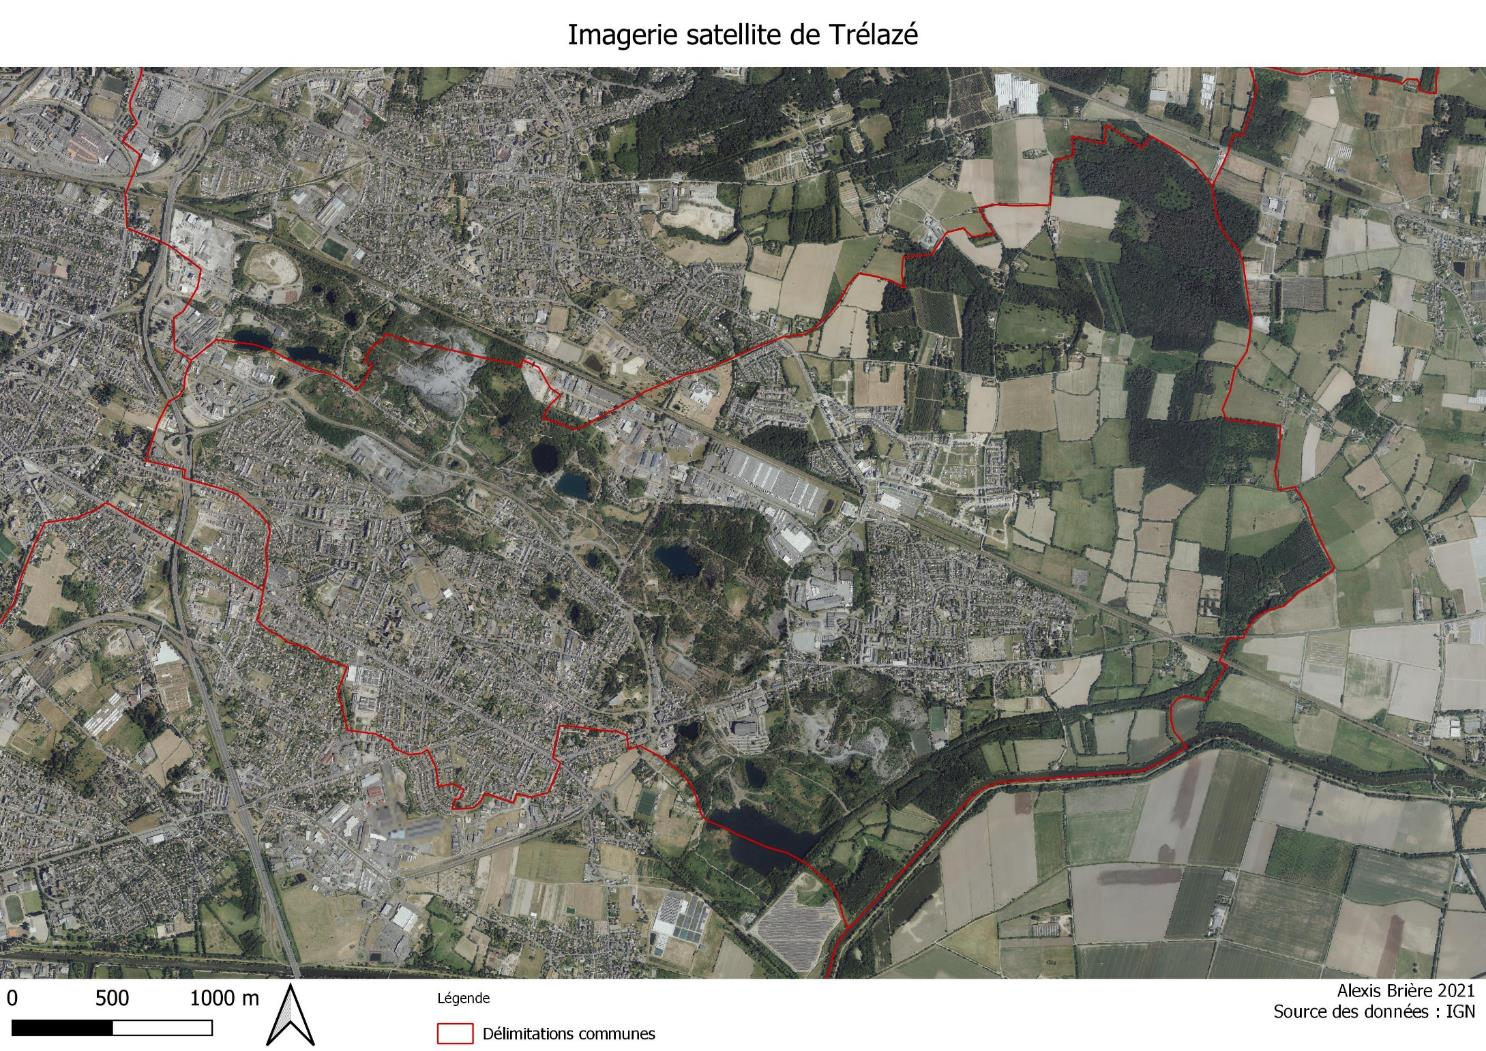 Imagerie satellite de Trélazé
0 500 1000 m
Légende
Délimitations communes
Alexis Brière 2021
Source des données : IGN